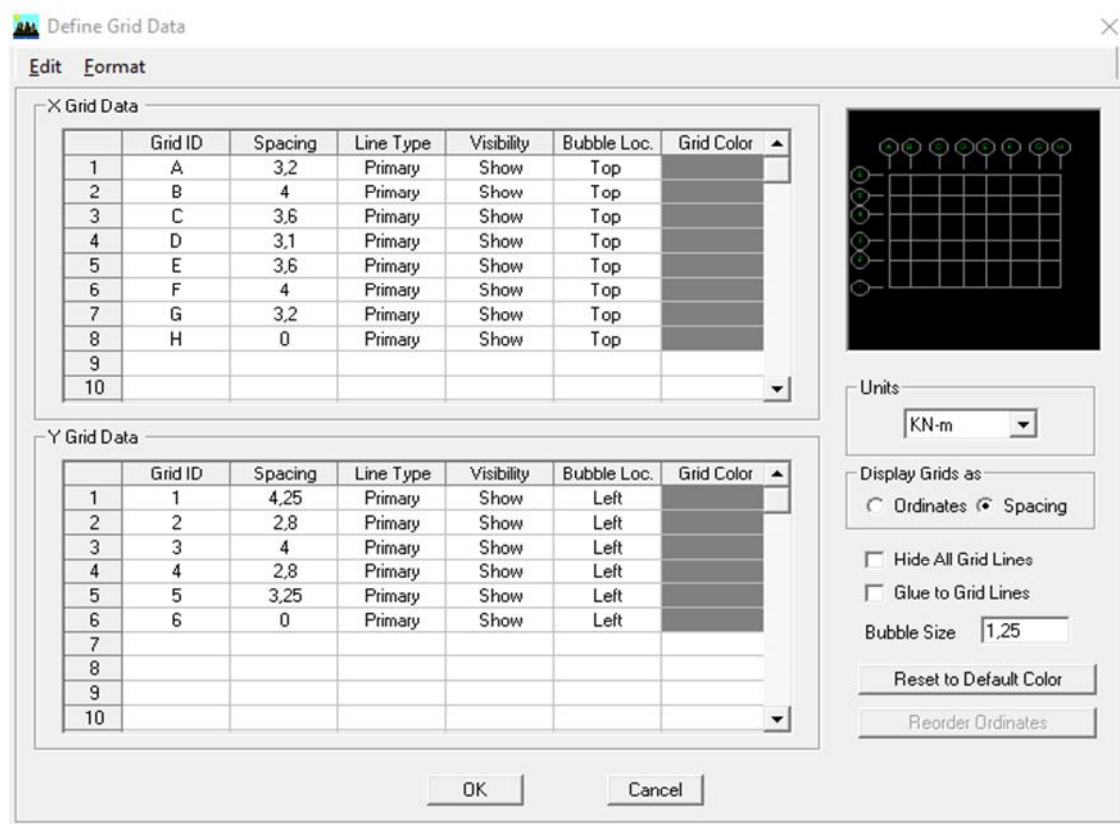 Define Grid Data
Edit Format
X Grid Data
Grid ID Spacing Line Type Visibility Bubble Loc. Grid Color
1 A 3,2 Primary Show Top
2 B 4 Primary Show Top
3 C 3,6 Primary Show Top
4 D 3,1 Primary Show Top
5 E 3,6 Primary Show Top
6 F 4 Primary Show Top
7 G 3,2 Primary Show Top
8 H 0 Primary Show Top
9
10
Y Grid Data
Grid ID Spacing Line Type Visibility Bubble Loc. Grid Color
1 1 4,25 Primary Show Left
2 2 2,8 Primary Show Left
3 3 4 Primary Show Left
4 4 2,8 Primary Show Left
5 5 3,25 Primary Show Left
6 6 0 Primary Show Left
7
8
9
10
Units
KN-m
Display Grids as
Ordinates Spacing
Hide All Grid Lines
Glue to Grid Lines
Bubble Size 1,25
Reset to Default Color
Reorder Ordinates
OK Cancel